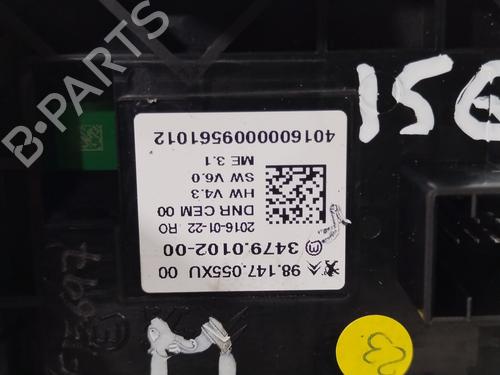 98.147.055XU 00
3479.0102-00
2016-01-22 RO
DNR CEM 00
HW V4.3
SW V6.0
ME 3.1
4016000009561012
B-PARTS